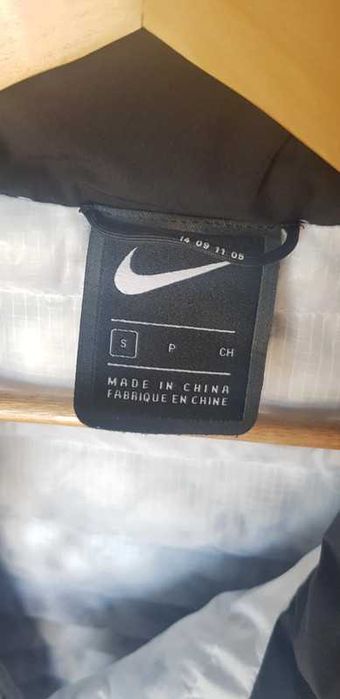 14 09 11 05
S P CH
MADE IN CHINA
FABRIQUE EN CHINE